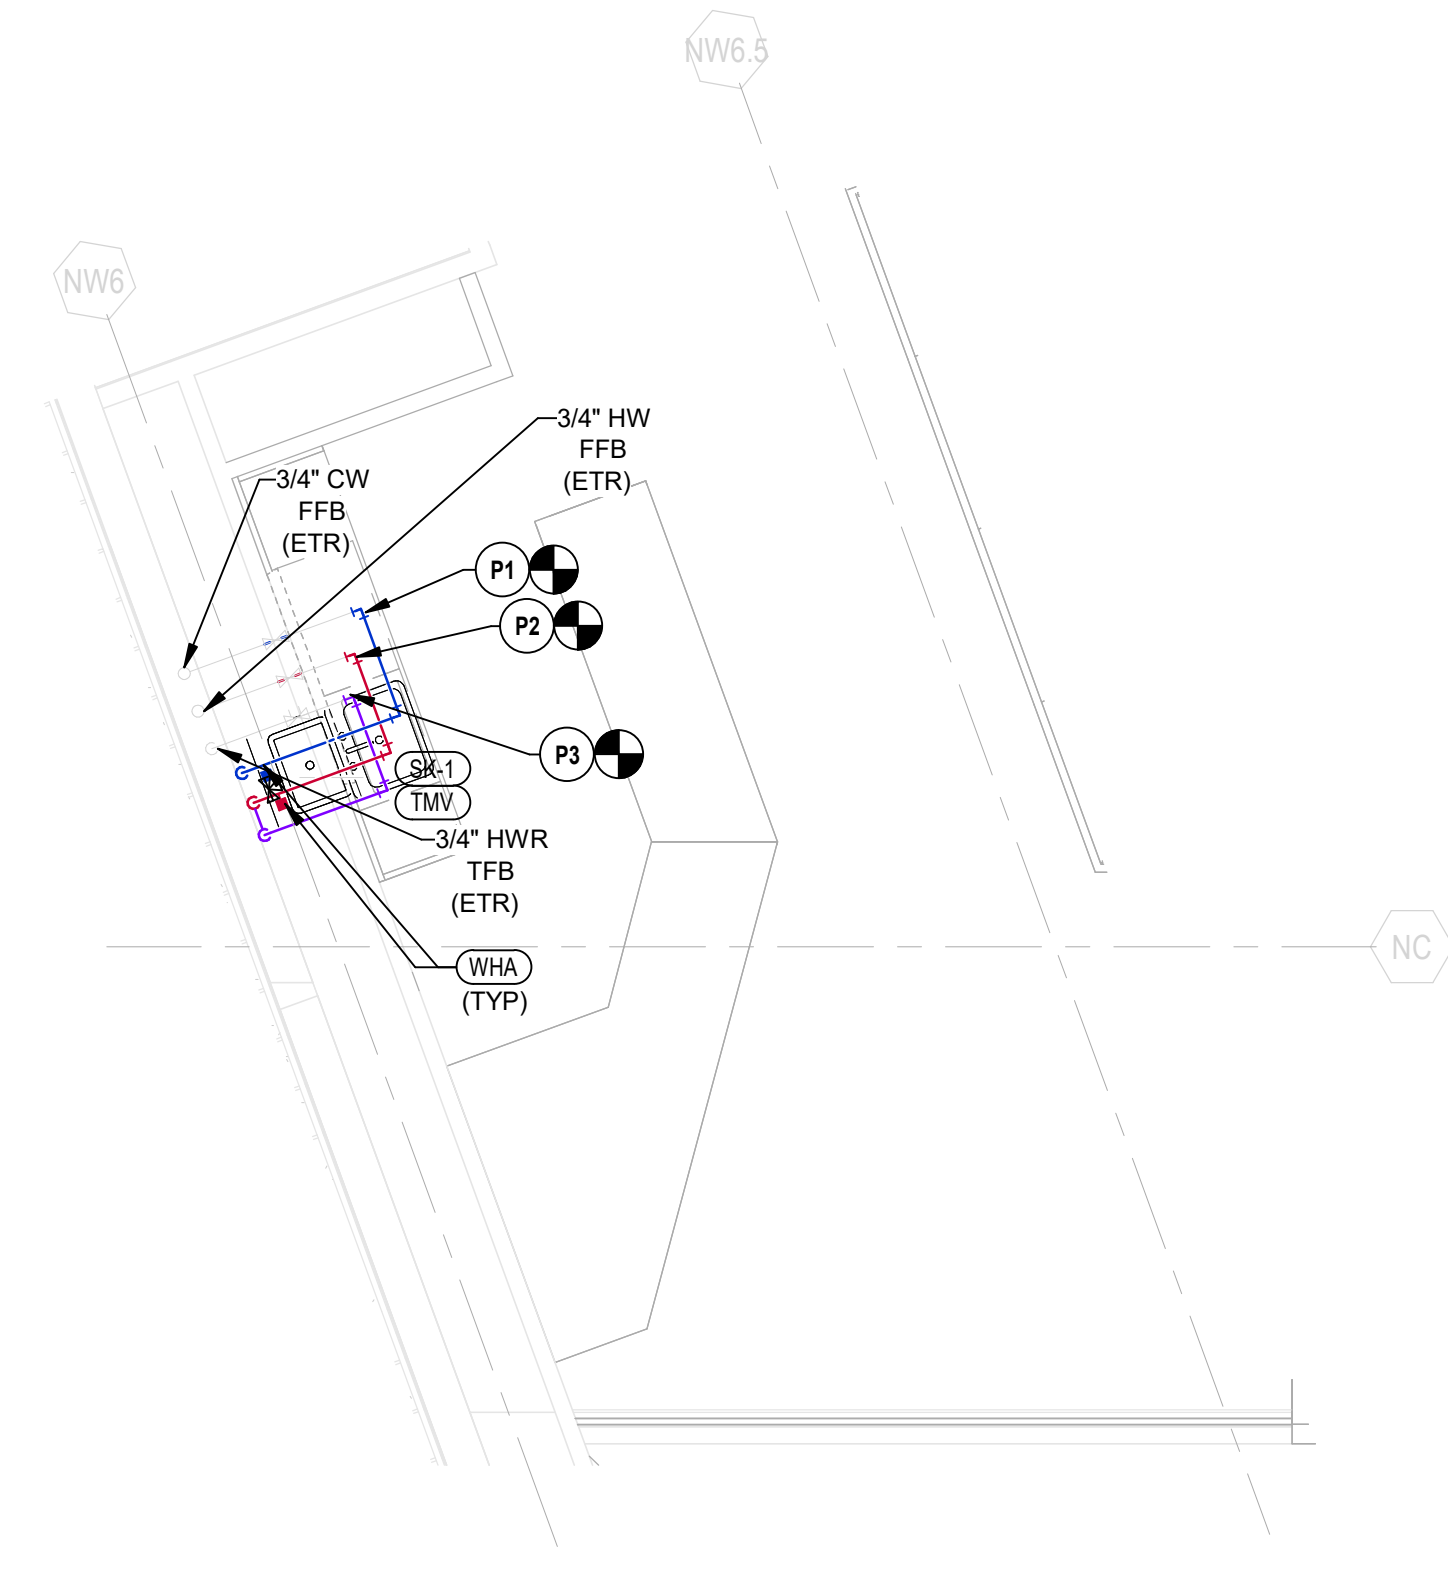 NW6.5
NW6
3/4" HW
FFB
(ETR)
3/4" CW
FFB
(ETR)
P1
P2
P3
SK-1
TMV
3/4" HWR
TFB
(ETR)
NC
WHA
(TYP)